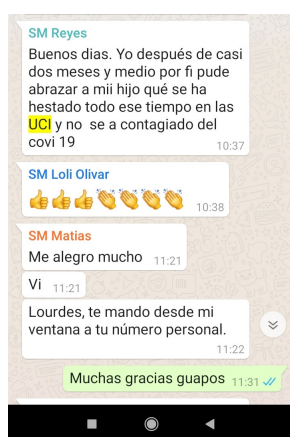 SM Reyes
Buenos dias. Yo después de casi
dos meses y medio por fi pude
abrazar a mii hijo qué se ha
hestado todo ese tiempo en las
UCI y no se a contagiado del
covi 19
10:37
SM Loli Olivar
👍👍👍👏👏👏👏
10:38
SM Matias
Me alegro mucho 11:21
Vi 11:21
Lourdes, te mando desde mi
ventana a tu número personal.
11:22
Muchas gracias guapos 11:31